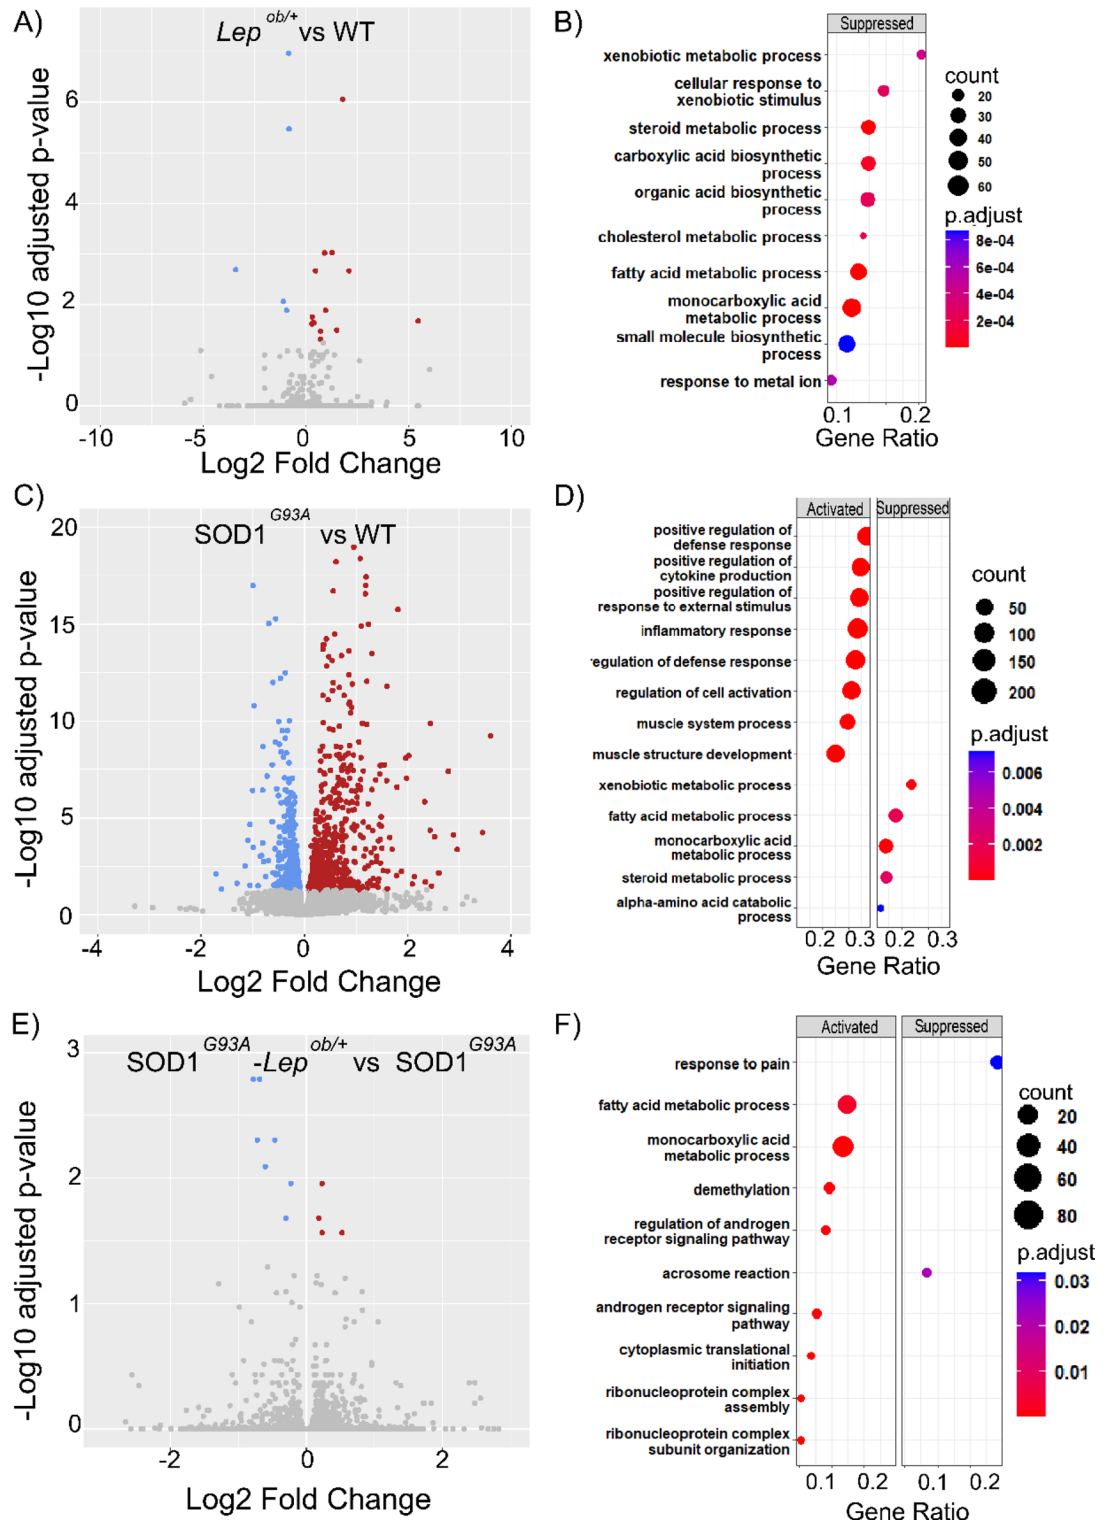 A)
Lep ob/+ vs WT
-Log10 adjusted p-value
6
4
2
0
-10
-5
0
5
10
Log2 Fold Change
B)
Suppressed
xenobiotic metabolic process
cellular response to
xenobiotic stimulus
steroid metabolic process
carboxylic acid biosynthetic
process
organic acid biosynthetic
process
cholesterol metabolic process
fatty acid metabolic process
monocarboxylic acid
metabolic process
small molecule biosynthetic
process
response to metal ion
0.1
0.2
Gene Ratio
count
20
30
40
50
60
p.adjust
8e-04
6e-04
4e-04
2e-04
C)
SOD1 G93A vs WT
-Log10 adjusted p-value
20
15
10
5
0
-4
-2
0
2
4
Log2 Fold Change
D)
Activated
Suppressed
positive regulation of
defense response
positive regulation of
cytokine production
positive regulation of
response to external stimulus
inflammatory response
regulation of defense response
regulation of cell activation
muscle system process
muscle structure development
xenobiotic metabolic process
fatty acid metabolic process
monocarboxylic acid
metabolic process
steroid metabolic process
alpha-amino acid catabolic
process
0.2
0.3
0.2
0.3
Gene Ratio
count
50
100
150
200
p.adjust
0.006
0.004
0.002
E)
SOD1 G93A -Lep ob/+ vs SOD1 G93A
-Log10 adjusted p-value
3
2
1
0
-2
0
2
Log2 Fold Change
F)
Activated
Suppressed
response to pain
fatty acid metabolic process
monocarboxylic acid
metabolic process
demethylation
regulation of androgen
receptor signaling pathway
acrosome reaction
androgen receptor signaling
pathway
cytoplasmic translational
initiation
ribonucleoprotein complex
assembly
ribonucleoprotein complex
subunit organization
0.1
0.2
0.1
0.2
Gene Ratio
count
20
40
60
80
p.adjust
0.03
0.02
0.01